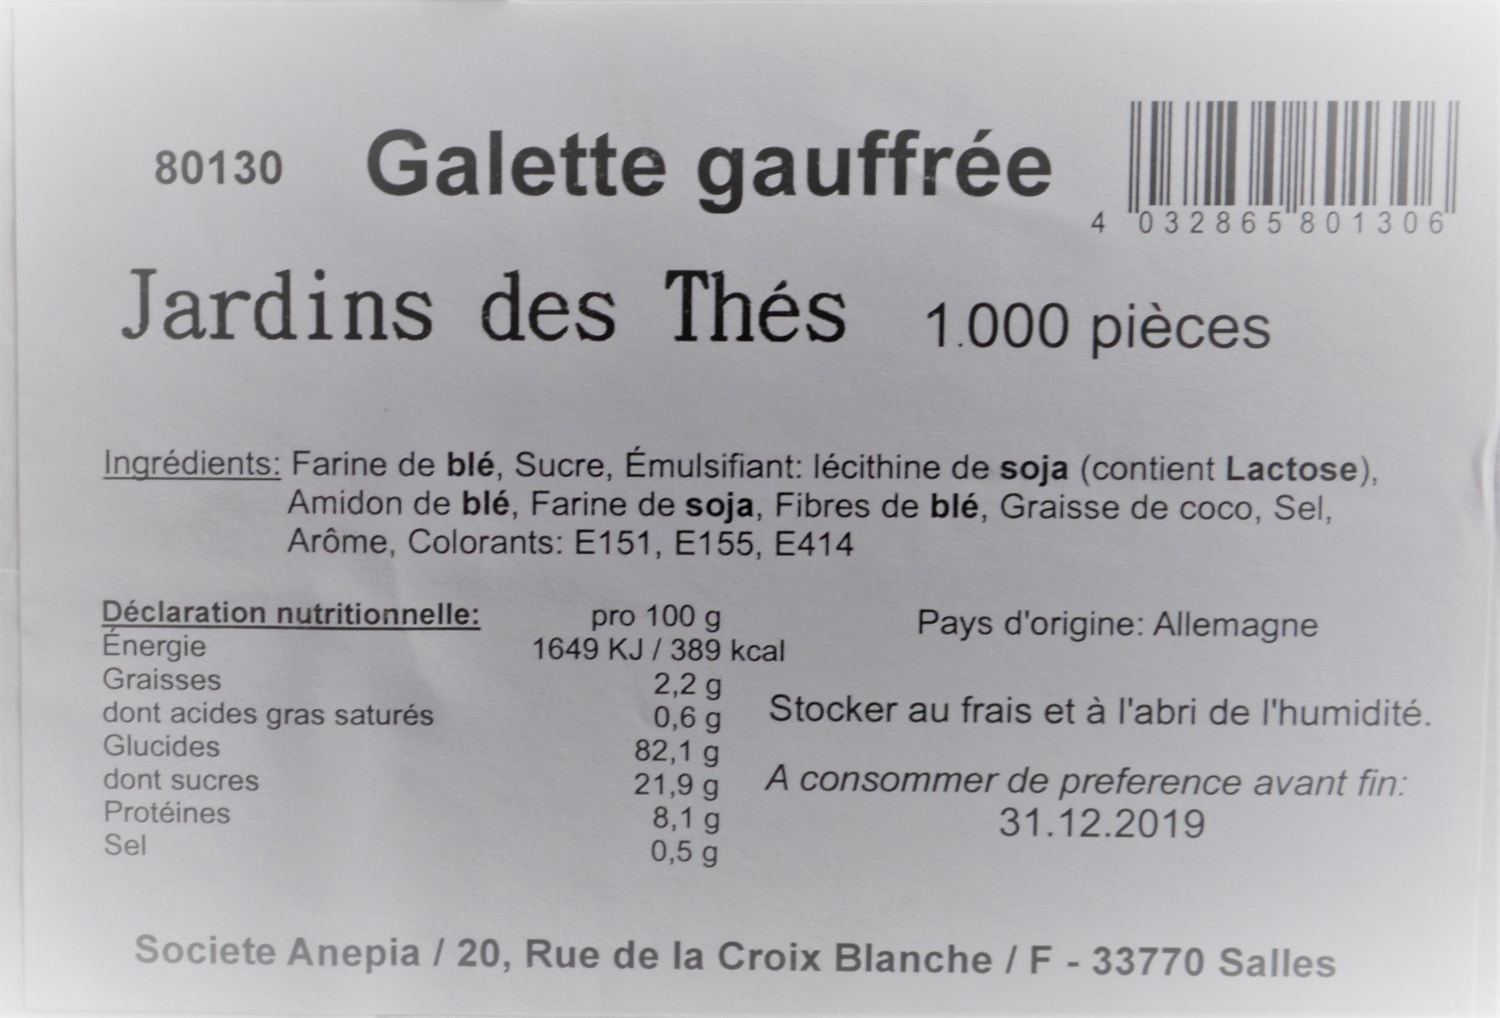 80130 Galette gauffrée
4 032865 801306
Jardins des Thés 1.000 pièces
Ingrédients: Farine de blé, Sucre, Émulsifiant: lécithine de soja (contient Lactose),
Amidon de blé, Farine de soja, Fibres de blé, Graisse de coco, Sel,
Arôme, Colorants: E151, E155, E414
Déclaration nutritionnelle: pro 100 g
Énergie 1649 KJ / 389 kcal
Graisses 2,2 g
dont acides gras saturés 0,6 g
Glucides 82,1 g
dont sucres 21,9 g
Protéines 8,1 g
Sel 0,5 g
Pays d'origine: Allemagne
Stocker au frais et à l'abri de l'humidité.
A consommer de preference avant fin:
31.12.2019
Societe Anepia / 20, Rue de la Croix Blanche / F - 33770 Salles